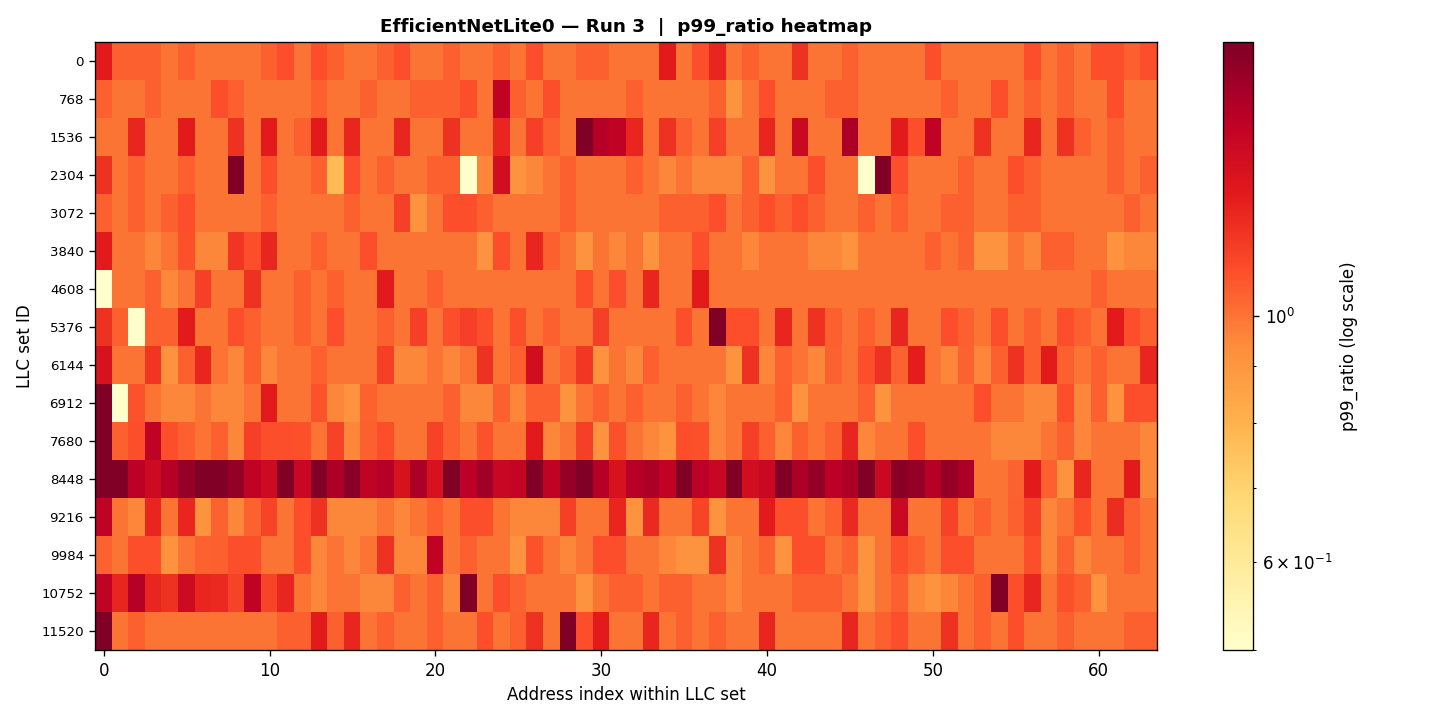 EfficientNetLite0 — Run 3 | p99_ratio heatmap
LLC set ID
0
768
1536
2304
3072
3840
4608
5376
6144
6912
7680
8448
9216
9984
10752
11520
0 10 20 30 40 50 60
Address index within LLC set
10⁰
6 × 10⁻¹
p99_ratio (log scale)